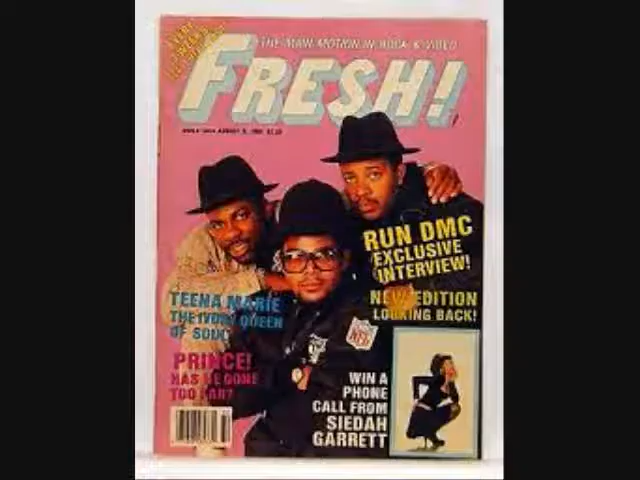 THE MAIN MOTION IN ROCK & VIDEO
FRESH!
RUN DMC
EXCLUSIVE
INTERVIEW!
TEENA MARIE
THE IVORY QUEEN
OF SOUL
NEW EDITION
LOOKING BACK!
PRINCE!
HAS HE GONE
TOO FAR?
WIN A
PHONE
CALL FROM
SIEDAH
GARRETT
NFL